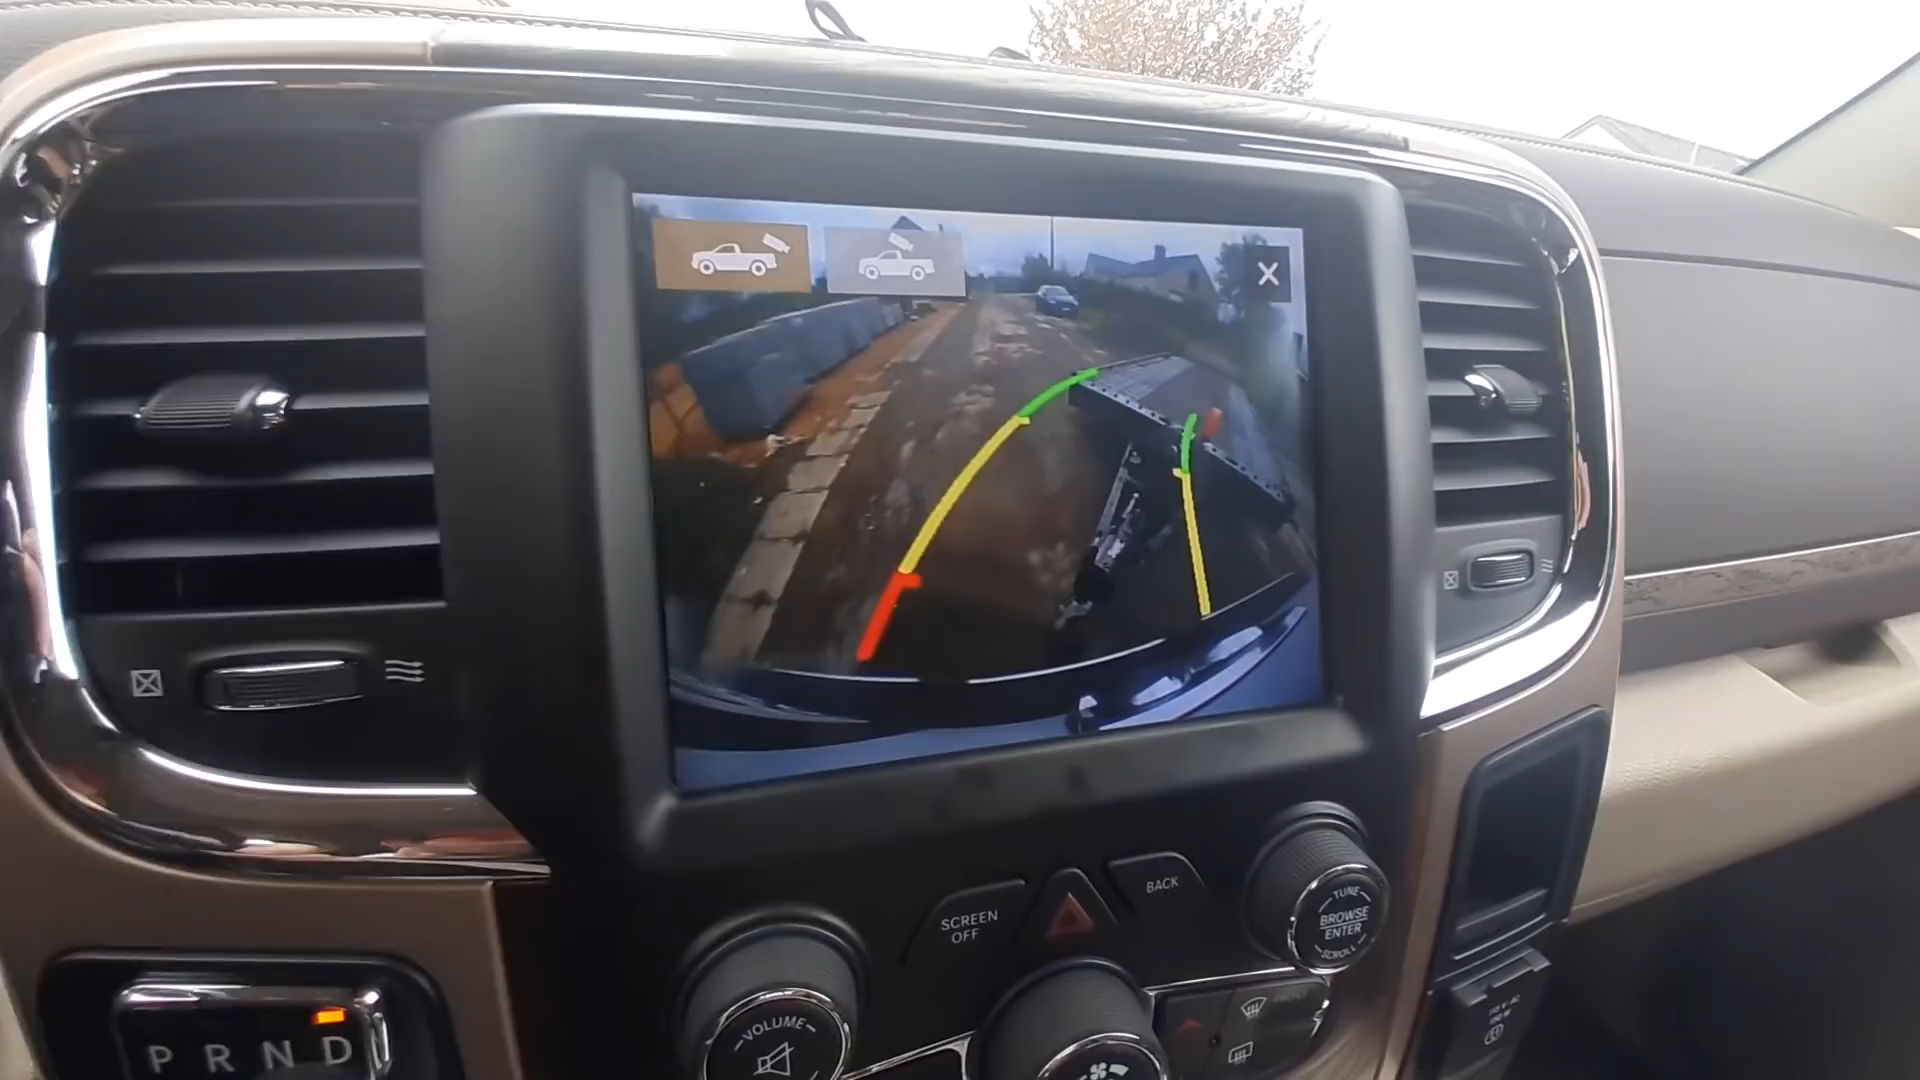 X
SCREEN
OFF
BACK
TUNE
BROWSE
ENTER
SCROLL
VOLUME
P R N D